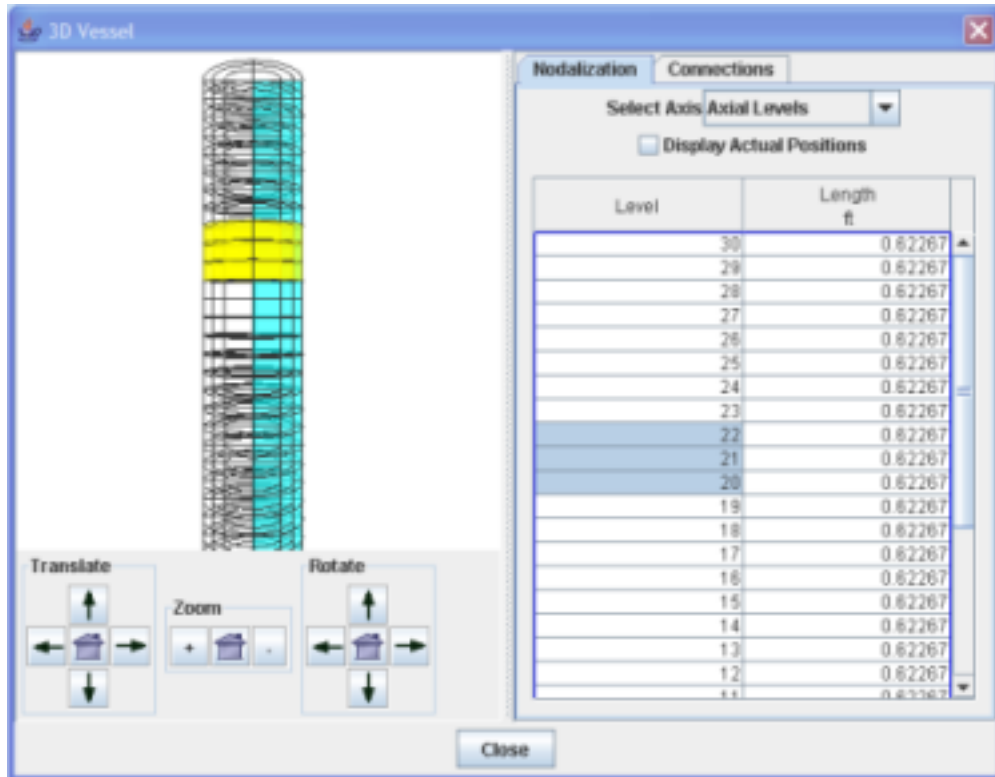 3D Vessel
Nodalization Connections
Select Axis Axial Levels
Display Actual Positions
Level Length
ft
30 0.62267
29 0.62267
28 0.62267
27 0.62267
26 0.62267
25 0.62267
24 0.62267
23 0.62267
22 0.62267
21 0.62267
20 0.62267
19 0.62267
18 0.62267
17 0.62267
16 0.62267
15 0.62267
14 0.62267
13 0.62267
12 0.62267
11 0.62267
Translate
Zoom
+ -
Rotate
Close